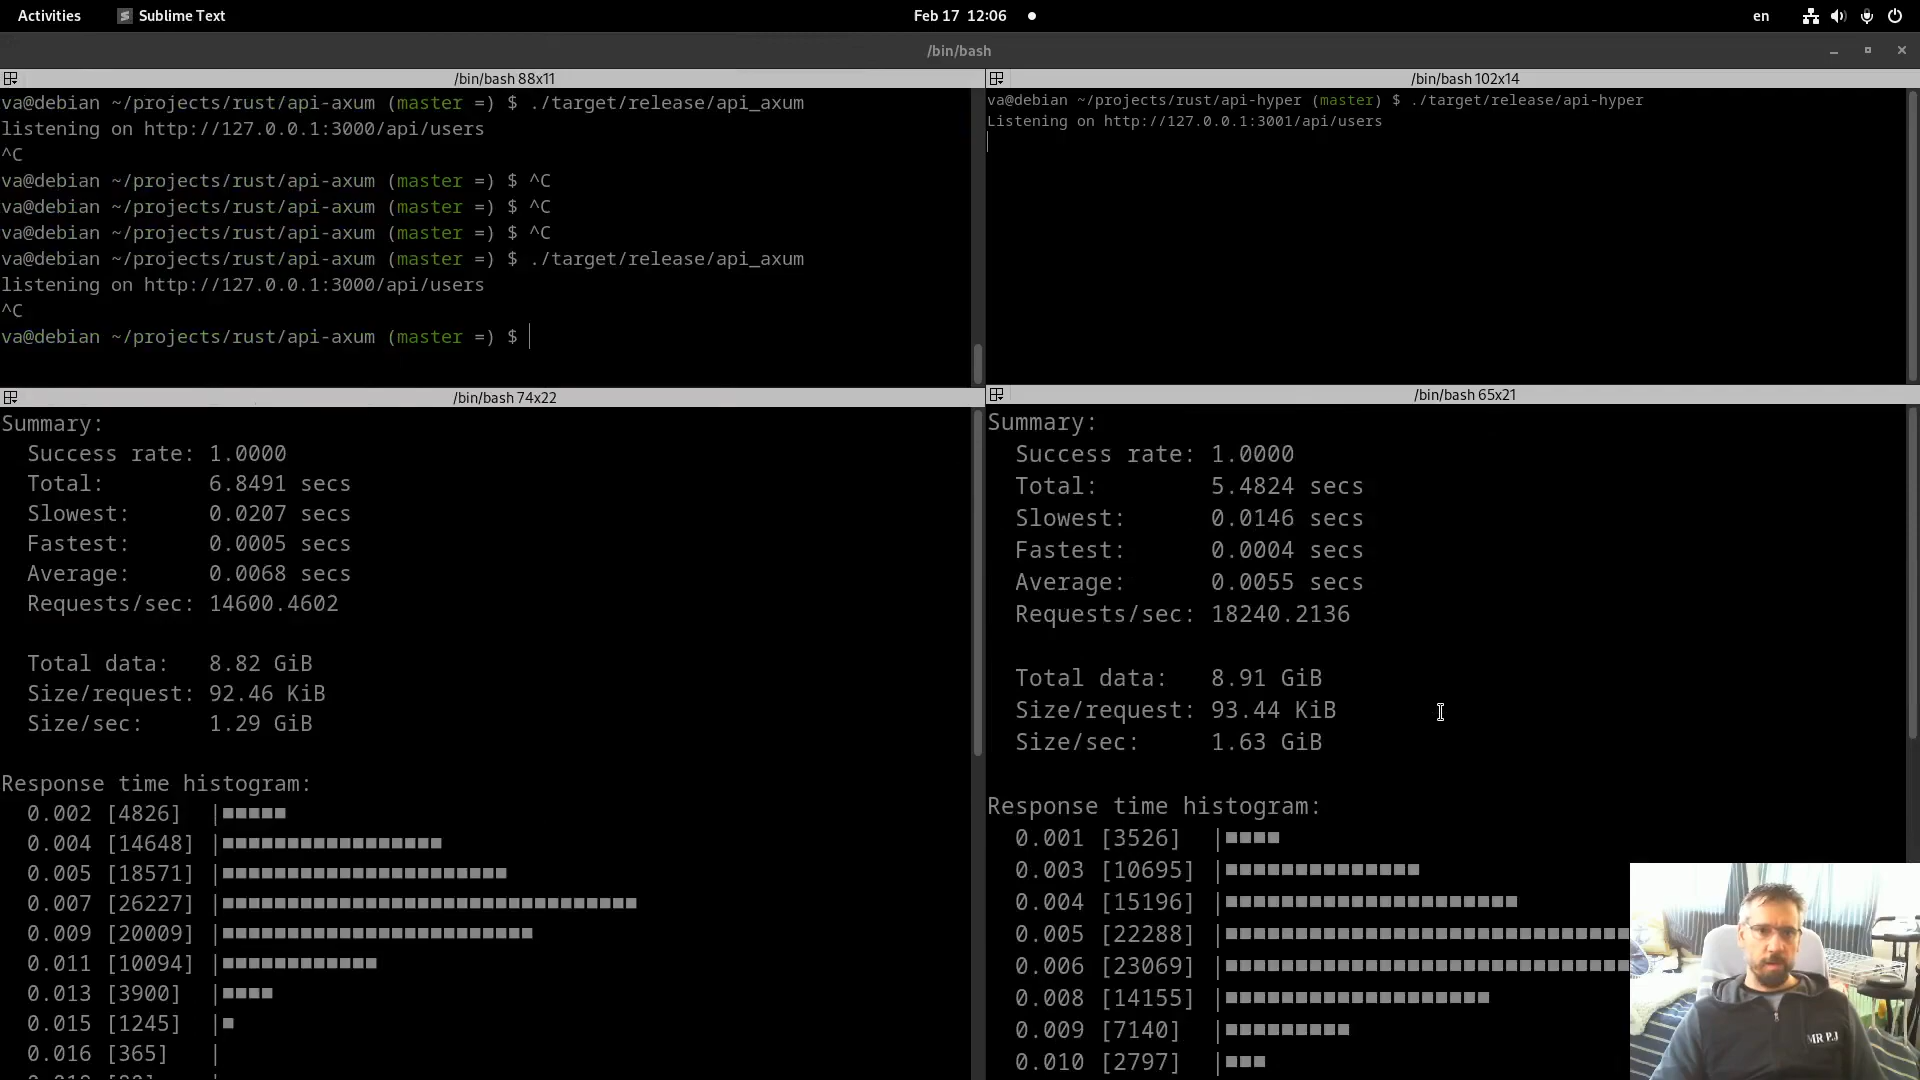 Activities
Sublime Text
Feb 17 12:06
en
/bin/bash
/bin/bash 88x11
va@debian ~/projects/rust/api-axum (master =) $ ./target/release/api_axum
listening on http://127.0.0.1:3000/api/users
^C
va@debian ~/projects/rust/api-axum (master =) $ ^C
va@debian ~/projects/rust/api-axum (master =) $ ^C
va@debian ~/projects/rust/api-axum (master =) $ ^C
va@debian ~/projects/rust/api-axum (master =) $ ./target/release/api_axum
listening on http://127.0.0.1:3000/api/users
^C
va@debian ~/projects/rust/api-axum (master =) $
/bin/bash 102x14
va@debian ~/projects/rust/api-hyper (master) $ ./target/release/api-hyper
Listening on http://127.0.0.1:3001/api/users
/bin/bash 74x22
Summary:
Success rate: 1.0000
Total: 6.8491 secs
Slowest: 0.0207 secs
Fastest: 0.0005 secs
Average: 0.0068 secs
Requests/sec: 14600.4602
Total data: 8.82 GiB
Size/request: 92.46 KiB
Size/sec: 1.29 GiB
Response time histogram:
0.002 [4826] |
0.004 [14648] |
0.005 [18571] |
0.007 [26227] |
0.009 [20009] |
0.011 [10094] |
0.013 [3900] |
0.015 [1245] |
0.016 [365] |
/bin/bash 65x21
Summary:
Success rate: 1.0000
Total: 5.4824 secs
Slowest: 0.0146 secs
Fastest: 0.0004 secs
Average: 0.0055 secs
Requests/sec: 18240.2136
Total data: 8.91 GiB
Size/request: 93.44 KiB
Size/sec: 1.63 GiB
Response time histogram:
0.001 [3526] |
0.003 [10695] |
0.004 [15196] |
0.005 [22288] |
0.006 [23069] |
0.008 [14155] |
0.009 [7140] |
0.010 [2797] |
MR P.J